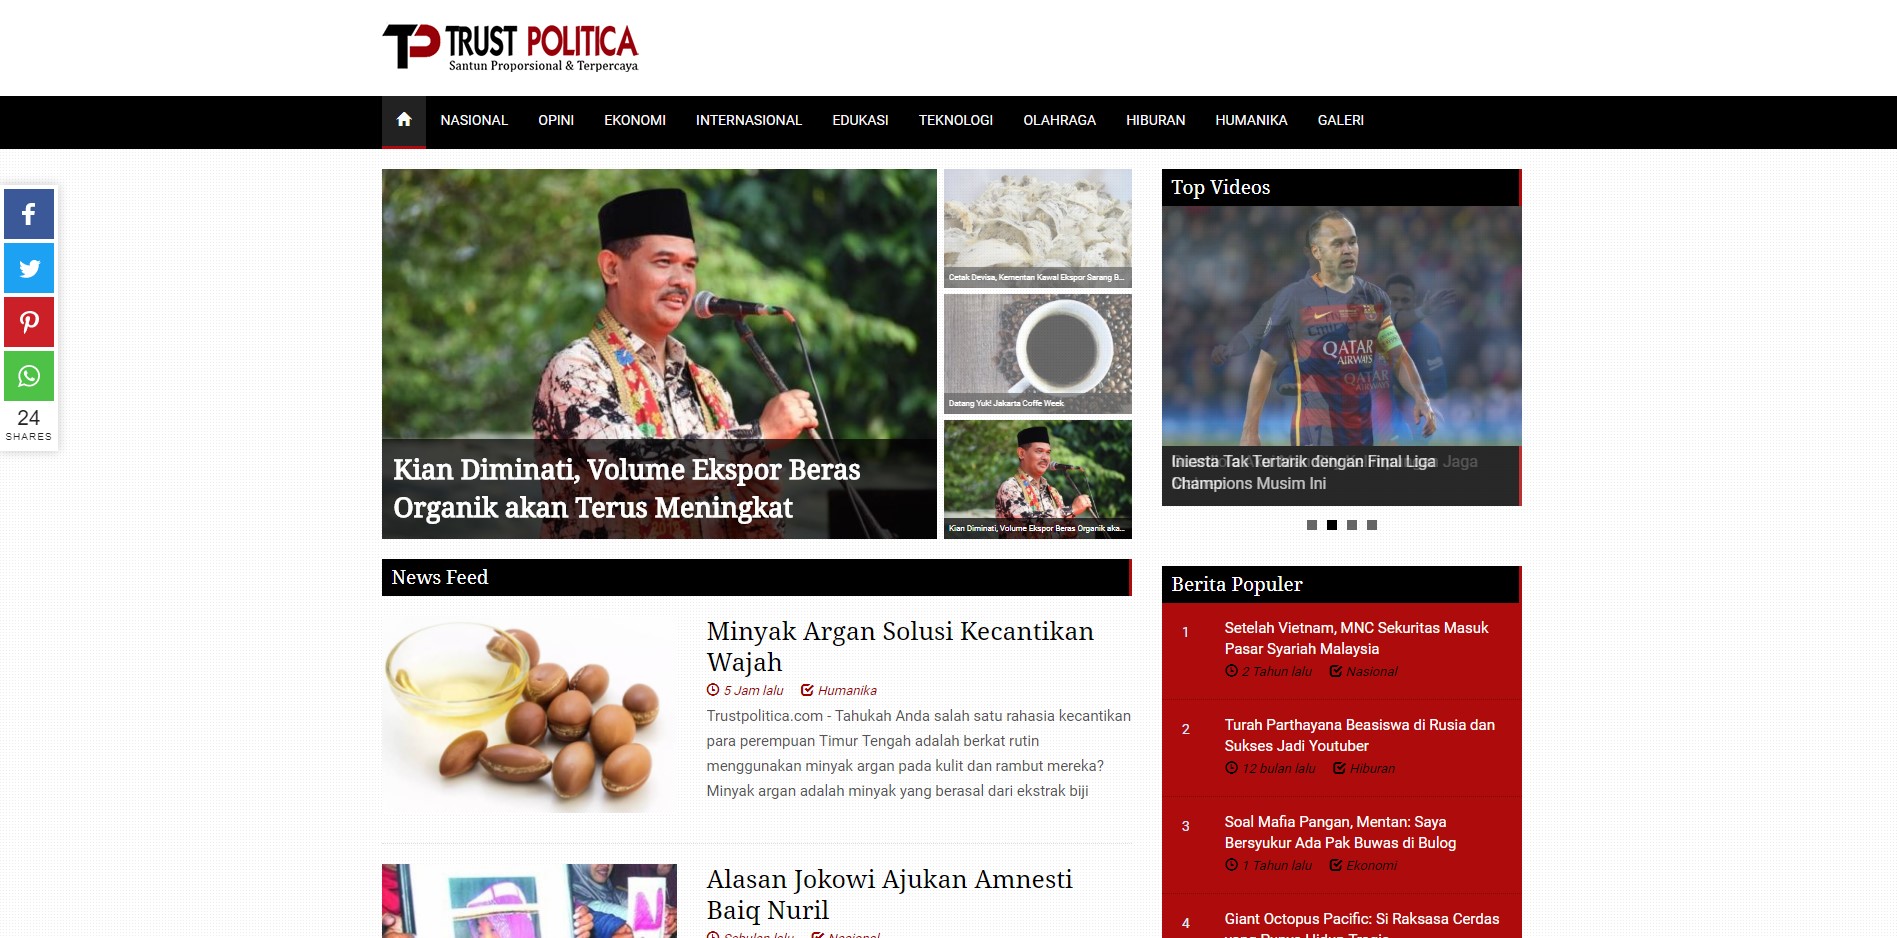 TP TRUST POLITICA
Santun Proporsional & Terpercaya
NASIONAL OPINI EKONOMI INTERNASIONAL EDUKASI TEKNOLOGI OLAHRAGA HIBURAN HUMANIKA GALERI
24
SHARES
Kian Diminati, Volume Ekspor Beras
Organik akan Terus Meningkat
Cetak Devisa, Kementan Kawal Ekspor Sarang B...
Datang Yuk! Jakarta Coffe Week
Kian Diminati, Volume Ekspor Beras Organik aka...
Top Videos
QATAR
AIRWAYS
Iniesta Tak Tertarik dengan Final Liga
Champions Musim Ini
News Feed
Minyak Argan Solusi Kecantikan
Wajah
5 Jam lalu Humanika
Trustpolitica.com - Tahukah Anda salah satu rahasia kecantikan
para perempuan Timur Tengah adalah berkat rutin
menggunakan minyak argan pada kulit dan rambut mereka?
Minyak argan adalah minyak yang berasal dari ekstrak biji
Alasan Jokowi Ajukan Amnesti
Baiq Nuril
Sebulan lalu Nasional
Berita Populer
1 Setelah Vietnam, MNC Sekuritas Masuk
Pasar Syariah Malaysia
2 Tahun lalu Nasional
2 Turah Parthayana Beasiswa di Rusia dan
Sukses Jadi Youtuber
12 bulan lalu Hiburan
3 Soal Mafia Pangan, Mentan: Saya
Bersyukur Ada Pak Buwas di Bulog
1 Tahun lalu Ekonomi
4 Giant Octopus Pacific: Si Raksasa Cerdas